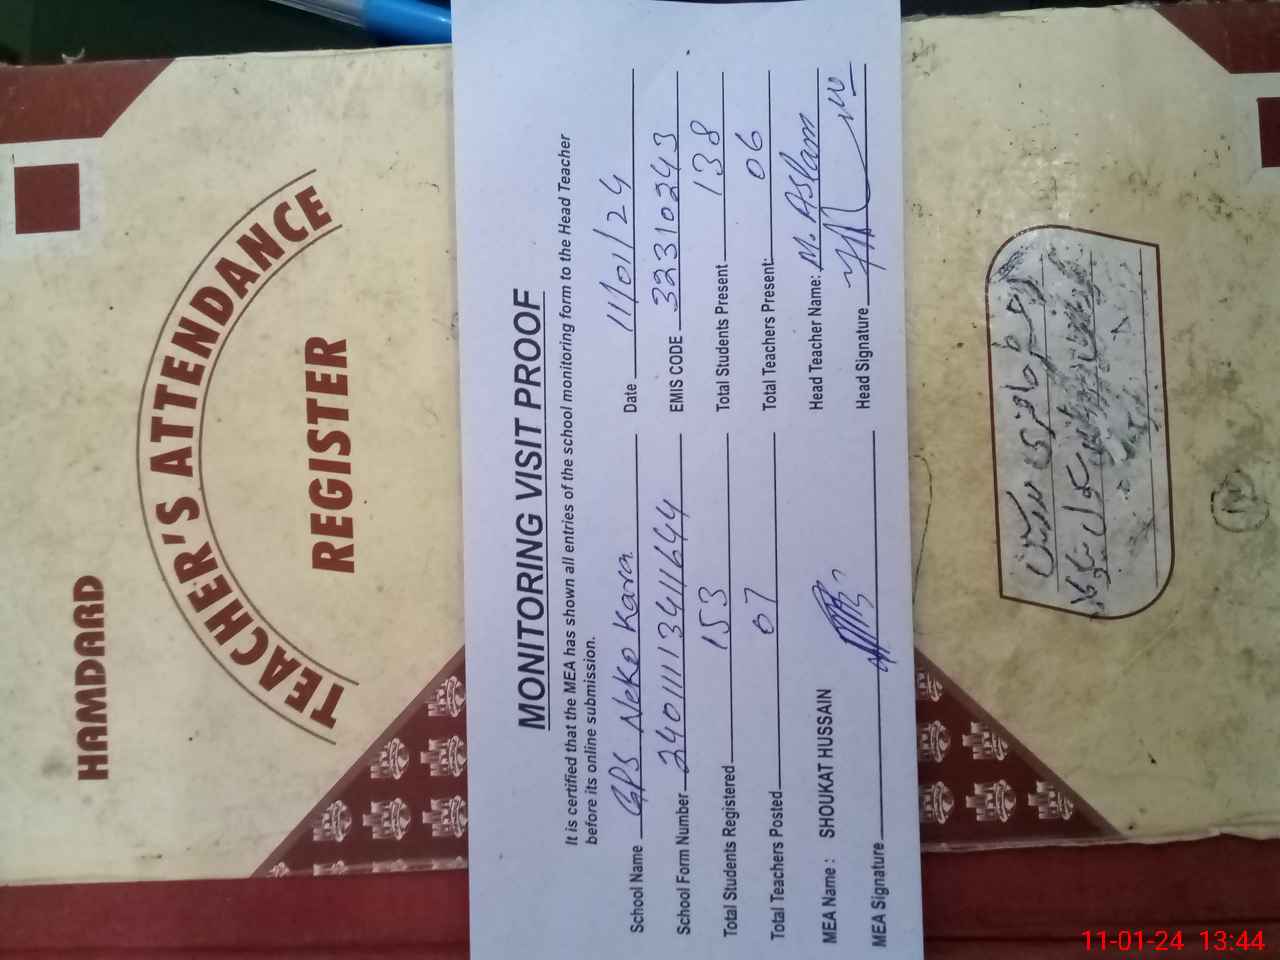 HAMDARD
TEACHER'S ATTENDANCE
REGISTER
MONITORING VISIT PROOF
It is certified that the MEA has shown all entries of the school monitoring form to the Head Teacher
before its online submission.
School Name GPS Neko Kara Date 11/01/24
School Form Number 24011113411644 EMIS CODE 32310243
Total Students Registered 153 Total Students Present 138
Total Teachers Posted 07 Total Teachers Present: 06
MEA Name : SHOUKAT HUSSAIN Head Teacher Name: M. ASlam
MEA Signature Head Signature
11-01-24 13:44